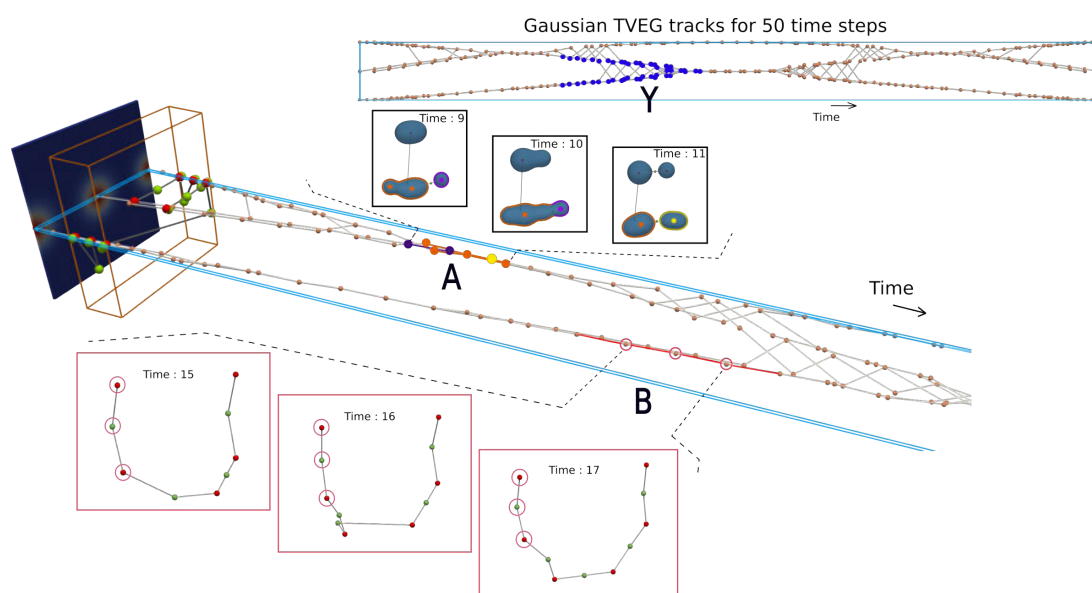 Gaussian TVEG tracks for 50 time steps
Y
Time
Time : 9
Time : 10
Time : 11
A
Time
B
Time : 15
Time : 16
Time : 17